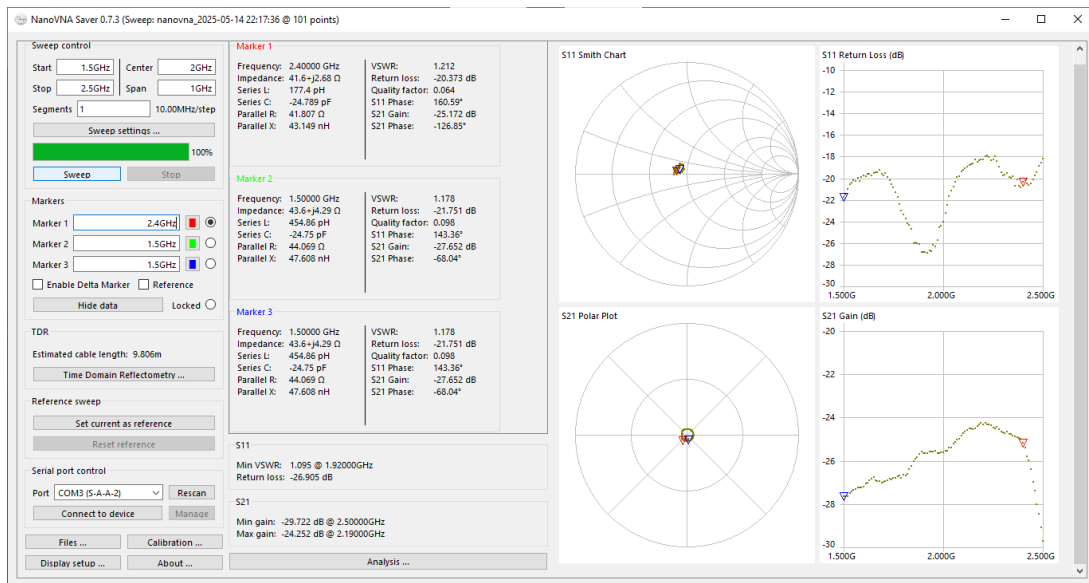 NanoVNA Saver 0.7.3 (Sweep: nanovna_2025-05-14 22:17:36 @ 101 points)
Sweep control
Start 1.5GHz Center 2GHz
Stop 2.5GHz Span 1GHz
Segments 1 10.00MHz/step
Sweep settings ...
100%
Sweep Stop
Markers
Marker 1 2.4GHz
Marker 2 1.5GHz
Marker 3 1.5GHz
Enable Delta Marker Reference
Hide data Locked
TDR
Estimated cable length: 9.806m
Time Domain Reflectometry ...
Reference sweep
Set current as reference
Reset reference
Serial port control
Port COM3 (S-A-A-2) Rescan
Connect to device Manage
Files ... Calibration ...
Display setup ... About ...
Marker 1
Frequency: 2.40000 GHz VSWR: 1.212
Impedance: 41.6+j2.68 Ω Return loss: -20.373 dB
Series L: 177.4 pH Quality factor: 0.064
Series C: -24.789 pF S11 Phase: 160.59°
Parallel R: 41.807 Ω S21 Gain: -25.172 dB
Parallel X: 43.149 nH S21 Phase: -126.85°
Marker 2
Frequency: 1.50000 GHz VSWR: 1.178
Impedance: 43.6+j4.29 Ω Return loss: -21.751 dB
Series L: 454.86 pH Quality factor: 0.098
Series C: -24.75 pF S11 Phase: 143.36°
Parallel R: 44.069 Ω S21 Gain: -27.652 dB
Parallel X: 47.608 nH S21 Phase: -68.04°
Marker 3
Frequency: 1.50000 GHz VSWR: 1.178
Impedance: 43.6+j4.29 Ω Return loss: -21.751 dB
Series L: 454.86 pH Quality factor: 0.098
Series C: -24.75 pF S11 Phase: 143.36°
Parallel R: 44.069 Ω S21 Gain: -27.652 dB
Parallel X: 47.608 nH S21 Phase: -68.04°
S11
Min VSWR: 1.095 @ 1.92000GHz
Return loss: -26.905 dB
S21
Min gain: -29.722 dB @ 2.50000GHz
Max gain: -24.252 dB @ 2.19000GHz
Analysis ...
S11 Smith Chart
S11 Return Loss (dB)
-10
-14
-16
-18
-20
-22
-24
-26
-28
-30
1.500G 2.000G 2.500G
S21 Polar Plot
S21 Gain (dB)
-20
-22
-24
-26
-28
-30
1.500G 2.000G 2.500G